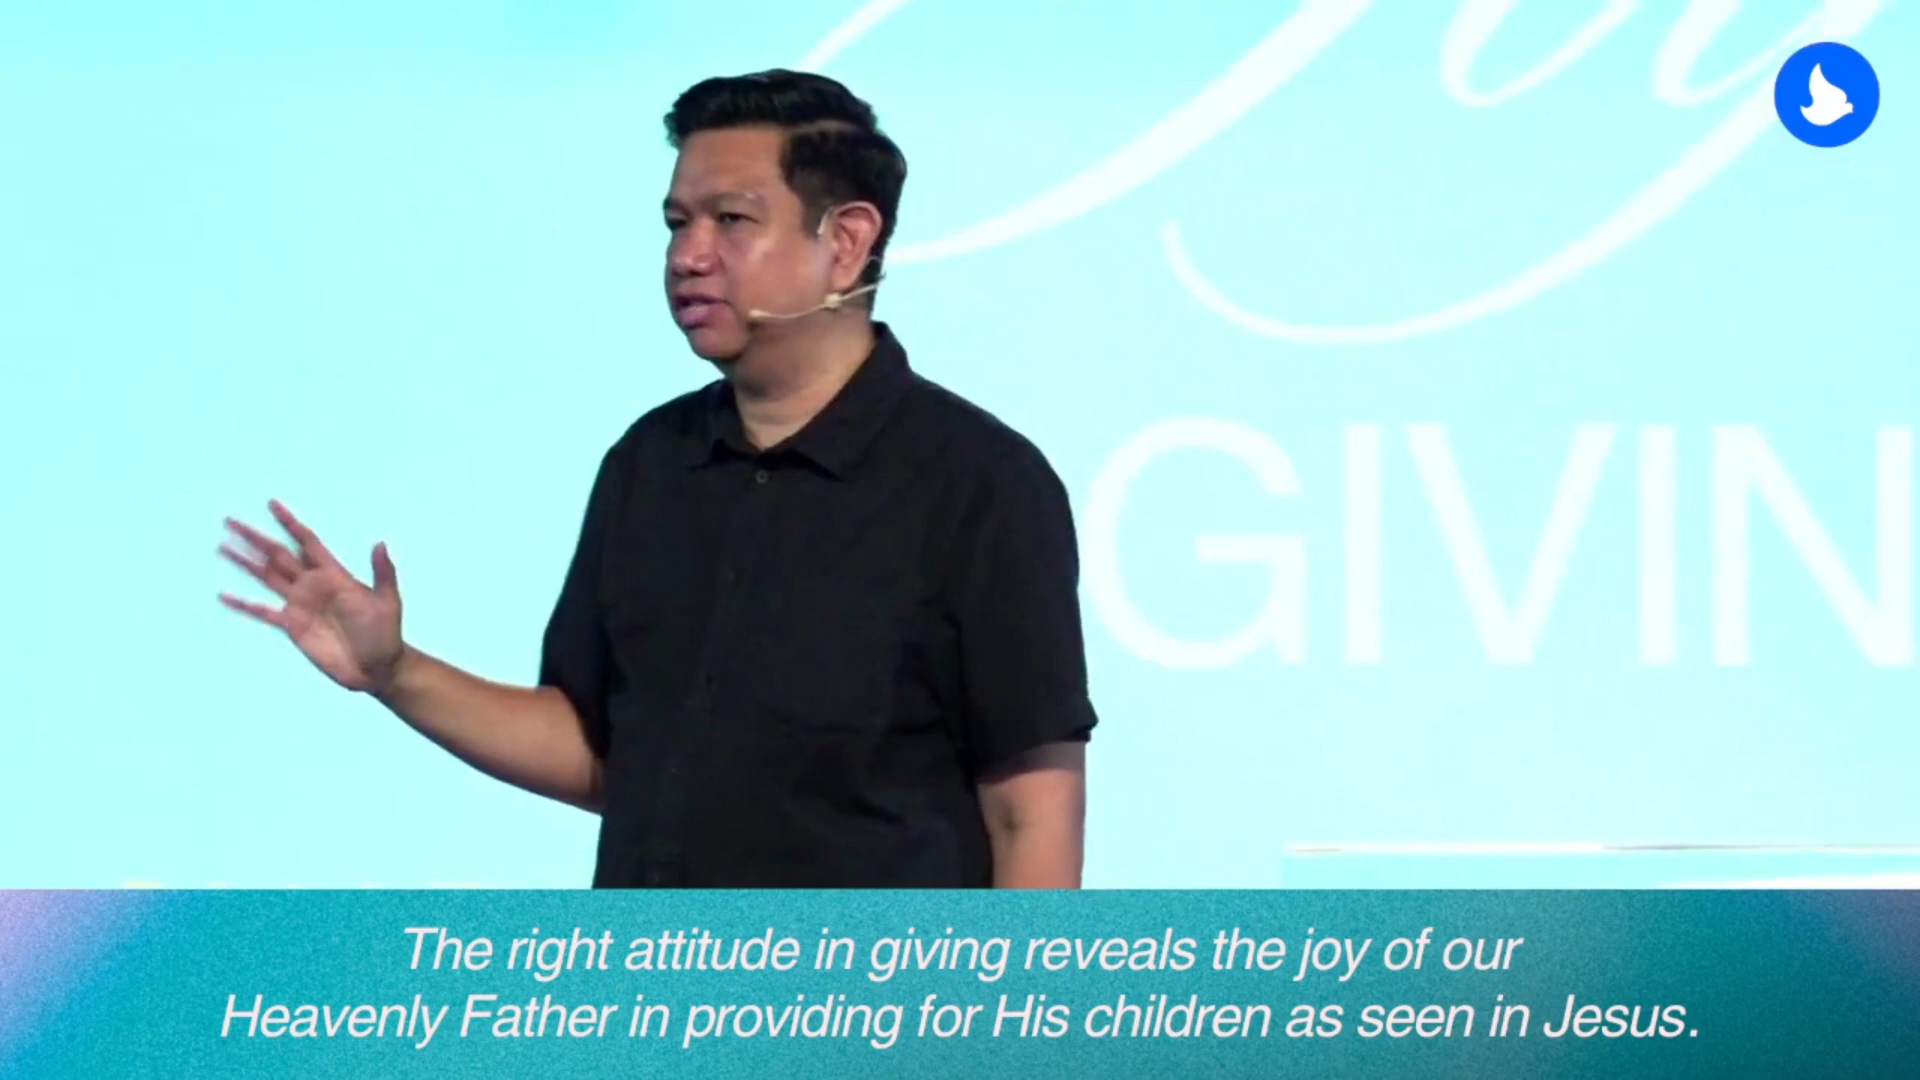 Joy
GIVIN
The right attitude in giving reveals the joy of our
Heavenly Father in providing for His children as seen in Jesus.